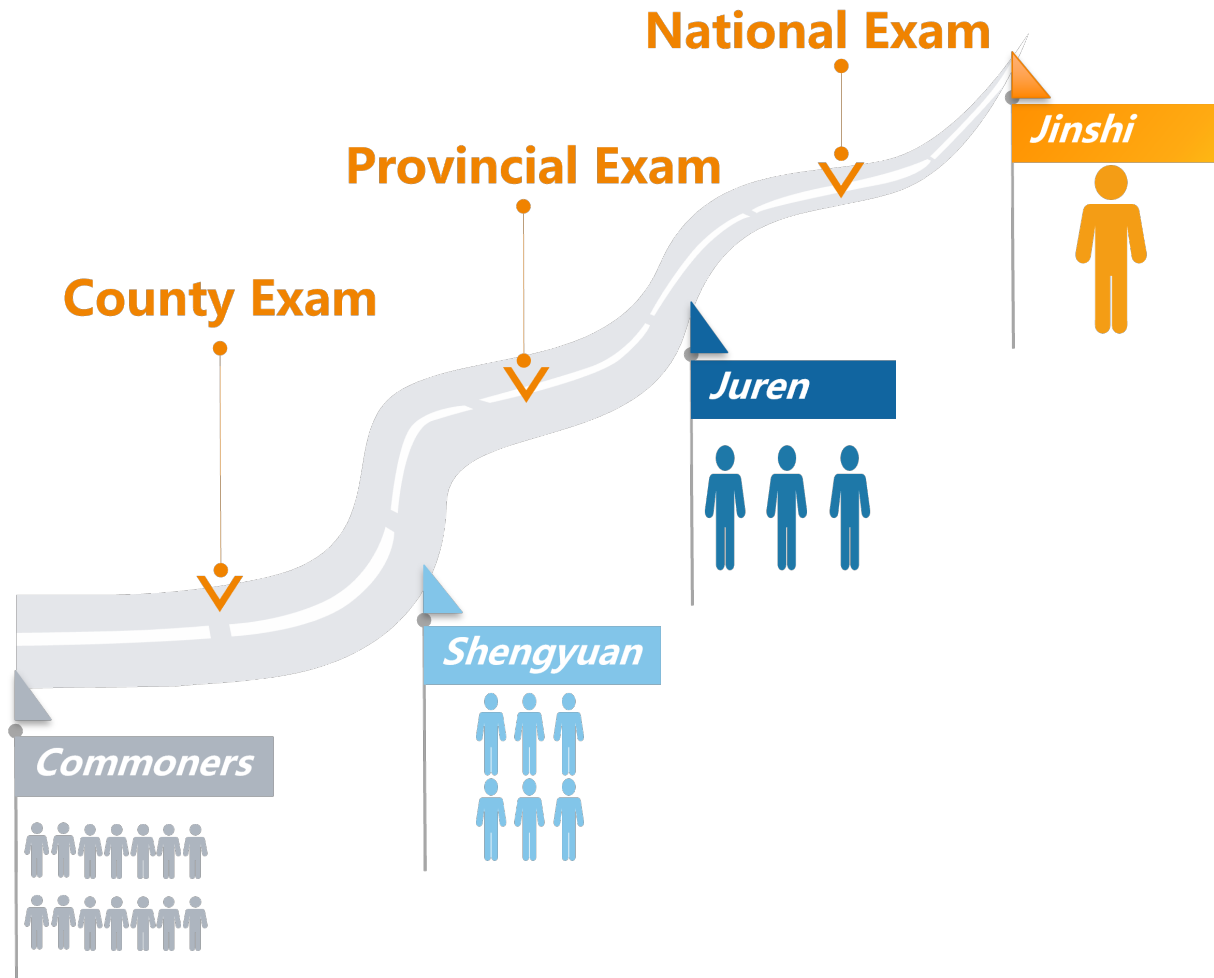 National Exam
Jinshi
Provincial Exam
County Exam
Juren
Shengyuan
Commoners